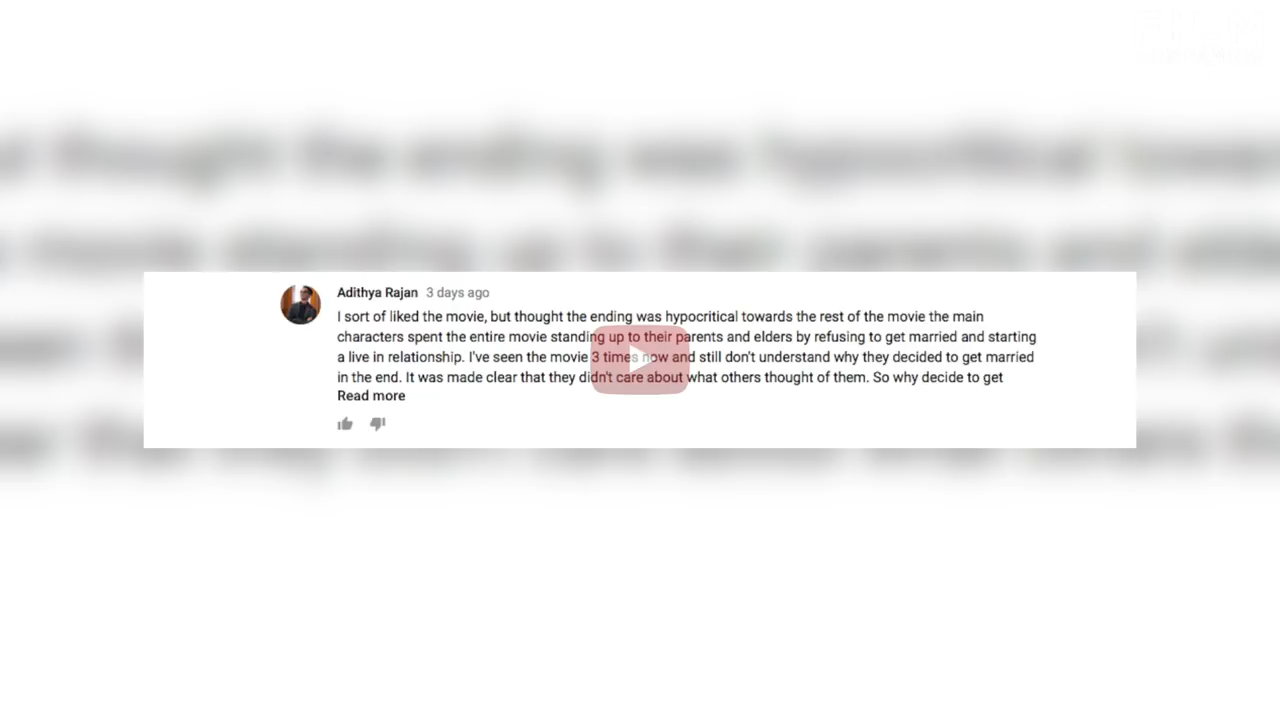 Adithya Rajan 3 days ago
I sort of liked the movie, but thought the ending was hypocritical towards the rest of the movie the main
characters spent the entire movie standing up to their parents and elders by refusing to get married and starting
a live in relationship. I've seen the movie 3 times now and still don't understand why they decided to get married
in the end. It was made clear that they didn't care about what others thought of them. So why decide to get
Read more